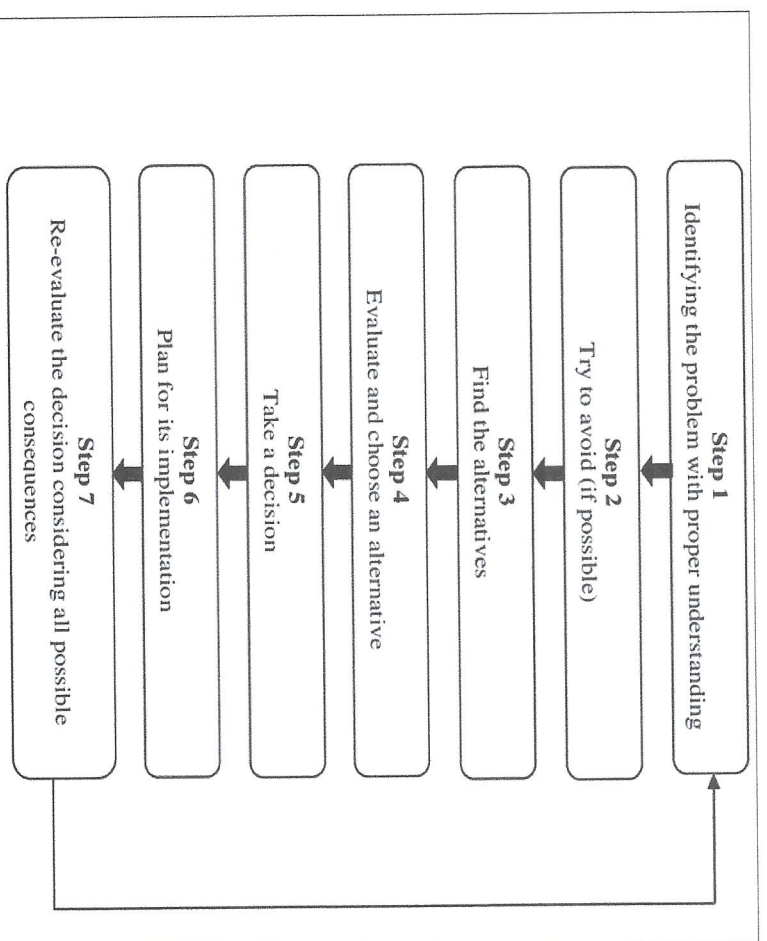 Step 1
Identifying the problem with proper understanding
Step 2
Try to avoid (if possible)
Step 3
Find the alternatives
Step 4
Evaluate and choose an alternative
Step 5
Take a decision
Step 6
Plan for its implementation
Step 7
Re-evaluate the decision considering all possible
consequences